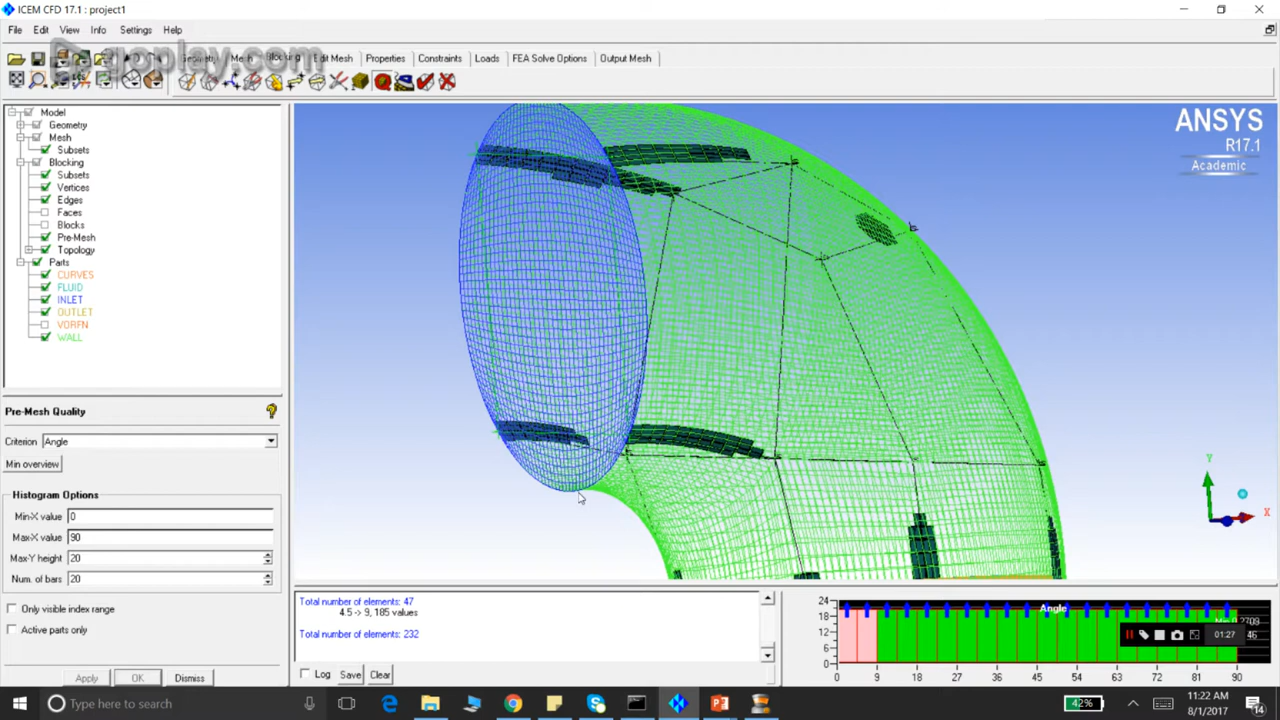 ICEM CFD 17.1 : project1
File Edit View Info Settings Help
Mesh Blocking Edit Mesh Properties Constraints Loads FEA Solve Options Output Mesh
Model
Geometry
Mesh
Subsets
Blocking
Subsets
Vertices
Edges
Faces
Blocks
Pre-Mesh
Topology
Parts
CURVES
FLUID
INLET
OUTLET
VORFN
WALL
ANSYS
R17.1
Academic
Y
X
Pre-Mesh Quality
Criterion Angle
Min overview
Histogram Options
Min-X value 0
Max-X value 90
Max-Y height 20
Num. of bars 20
Only visible index range
Active parts only
Apply OK Dismiss
Total number of elements: 47
4.5 -> 9, 185 values
Total number of elements: 232
Log Save Clear
Angle
24
18
12
6
0
0 9 18 27 36 45 54 63 72 81 90
01:27
46
Type here to search
42%
11:22 AM
8/1/2017
14